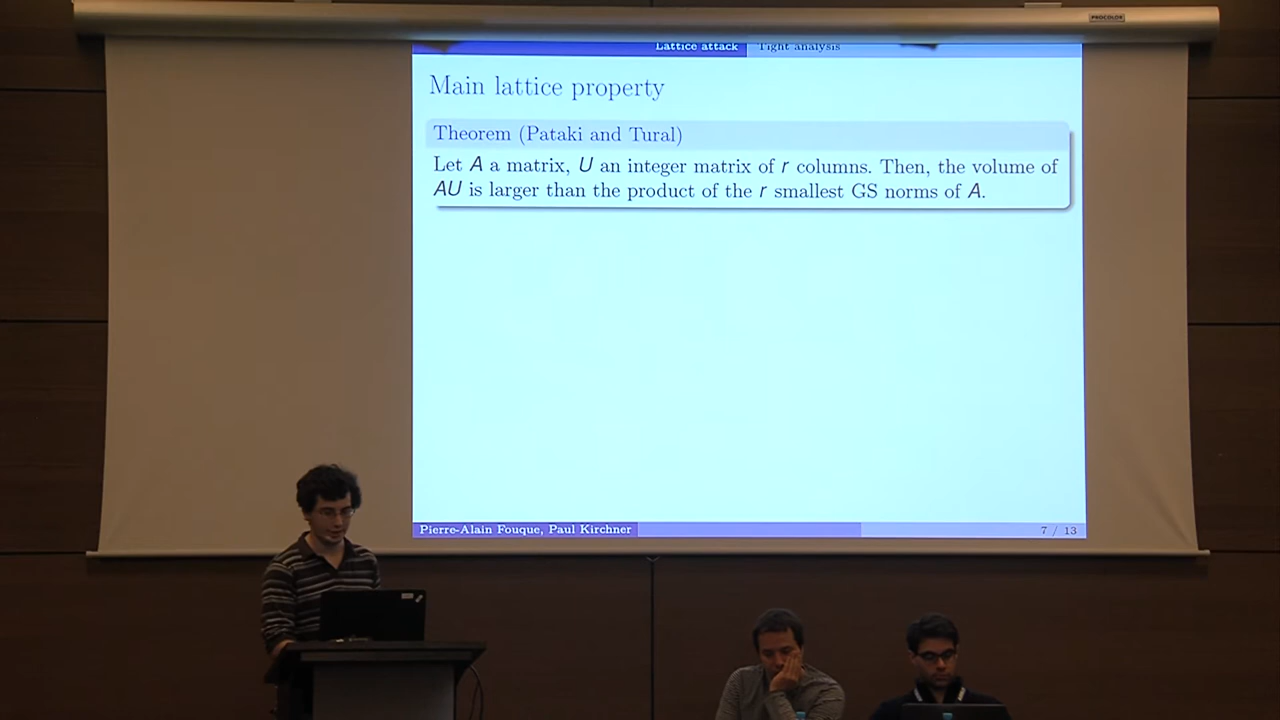 PROCOLOR
Lattice attack Tight analysis
Main lattice property
Theorem (Pataki and Tural)
Let A a matrix, U an integer matrix of r columns. Then, the volume of
AU is larger than the product of the r smallest GS norms of A.
Pierre-Alain Fouque, Paul Kirchner 7 / 13